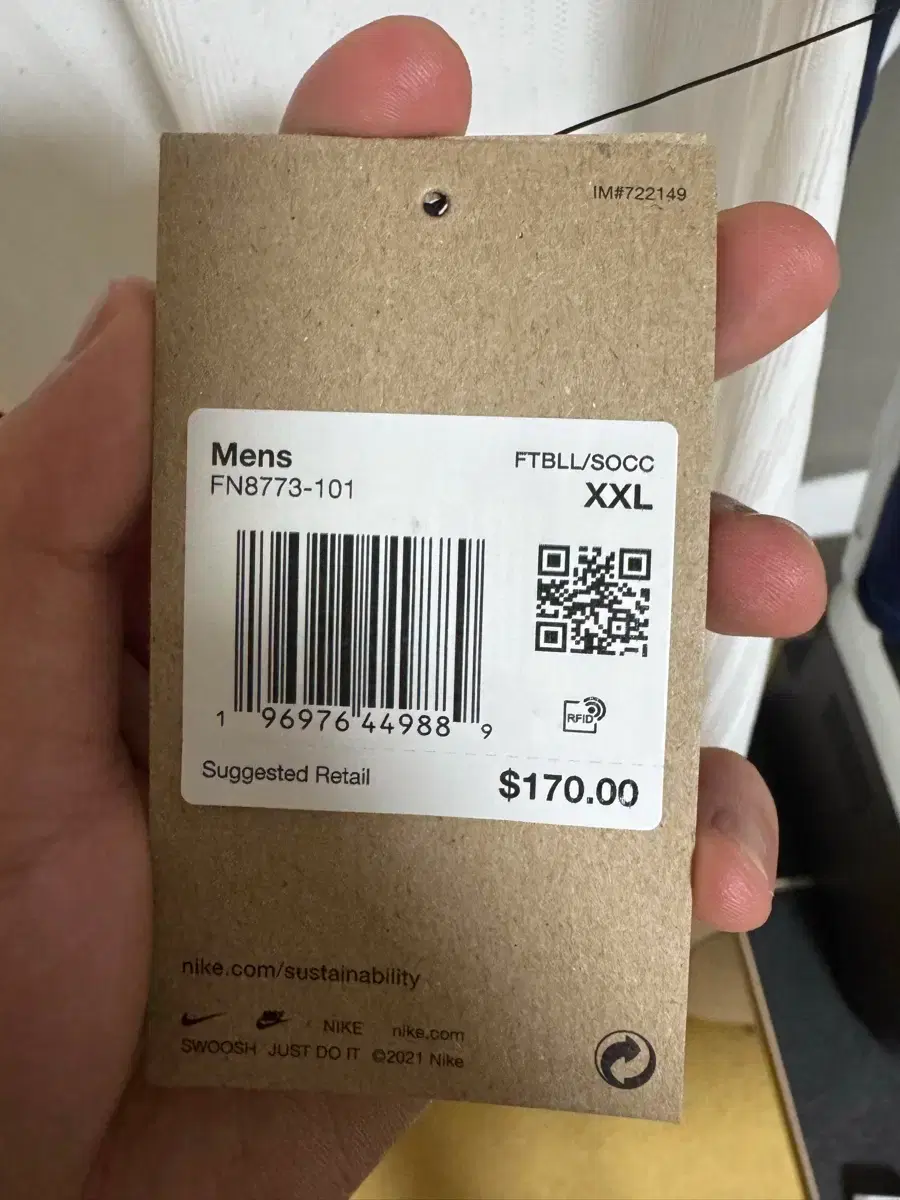 IM#722149
Mens
FTBLL/SOCC
FN8773-101
XXL
1 96976 44988 9
RFID
Suggested Retail
$170.00
nike.com/sustainability
NIKE nike.com
SWOOSH JUST DO IT ©2021 Nike